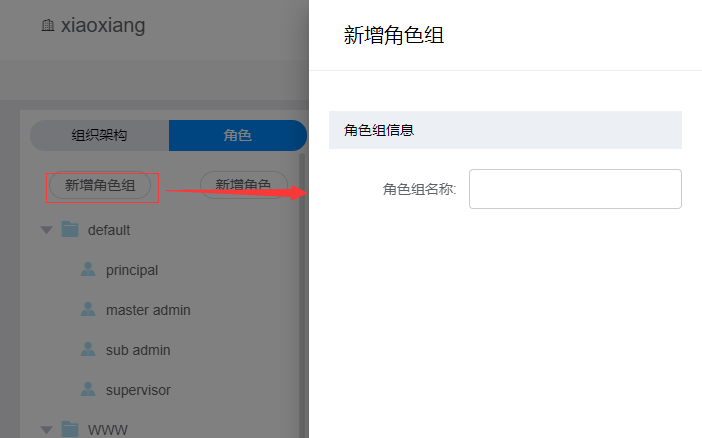 xiaoxiang
组织架构
角色
新增角色组
新增角色
default
principal
master admin
sub admin
supervisor
WWW
新增角色组
角色组信息
角色组名称: